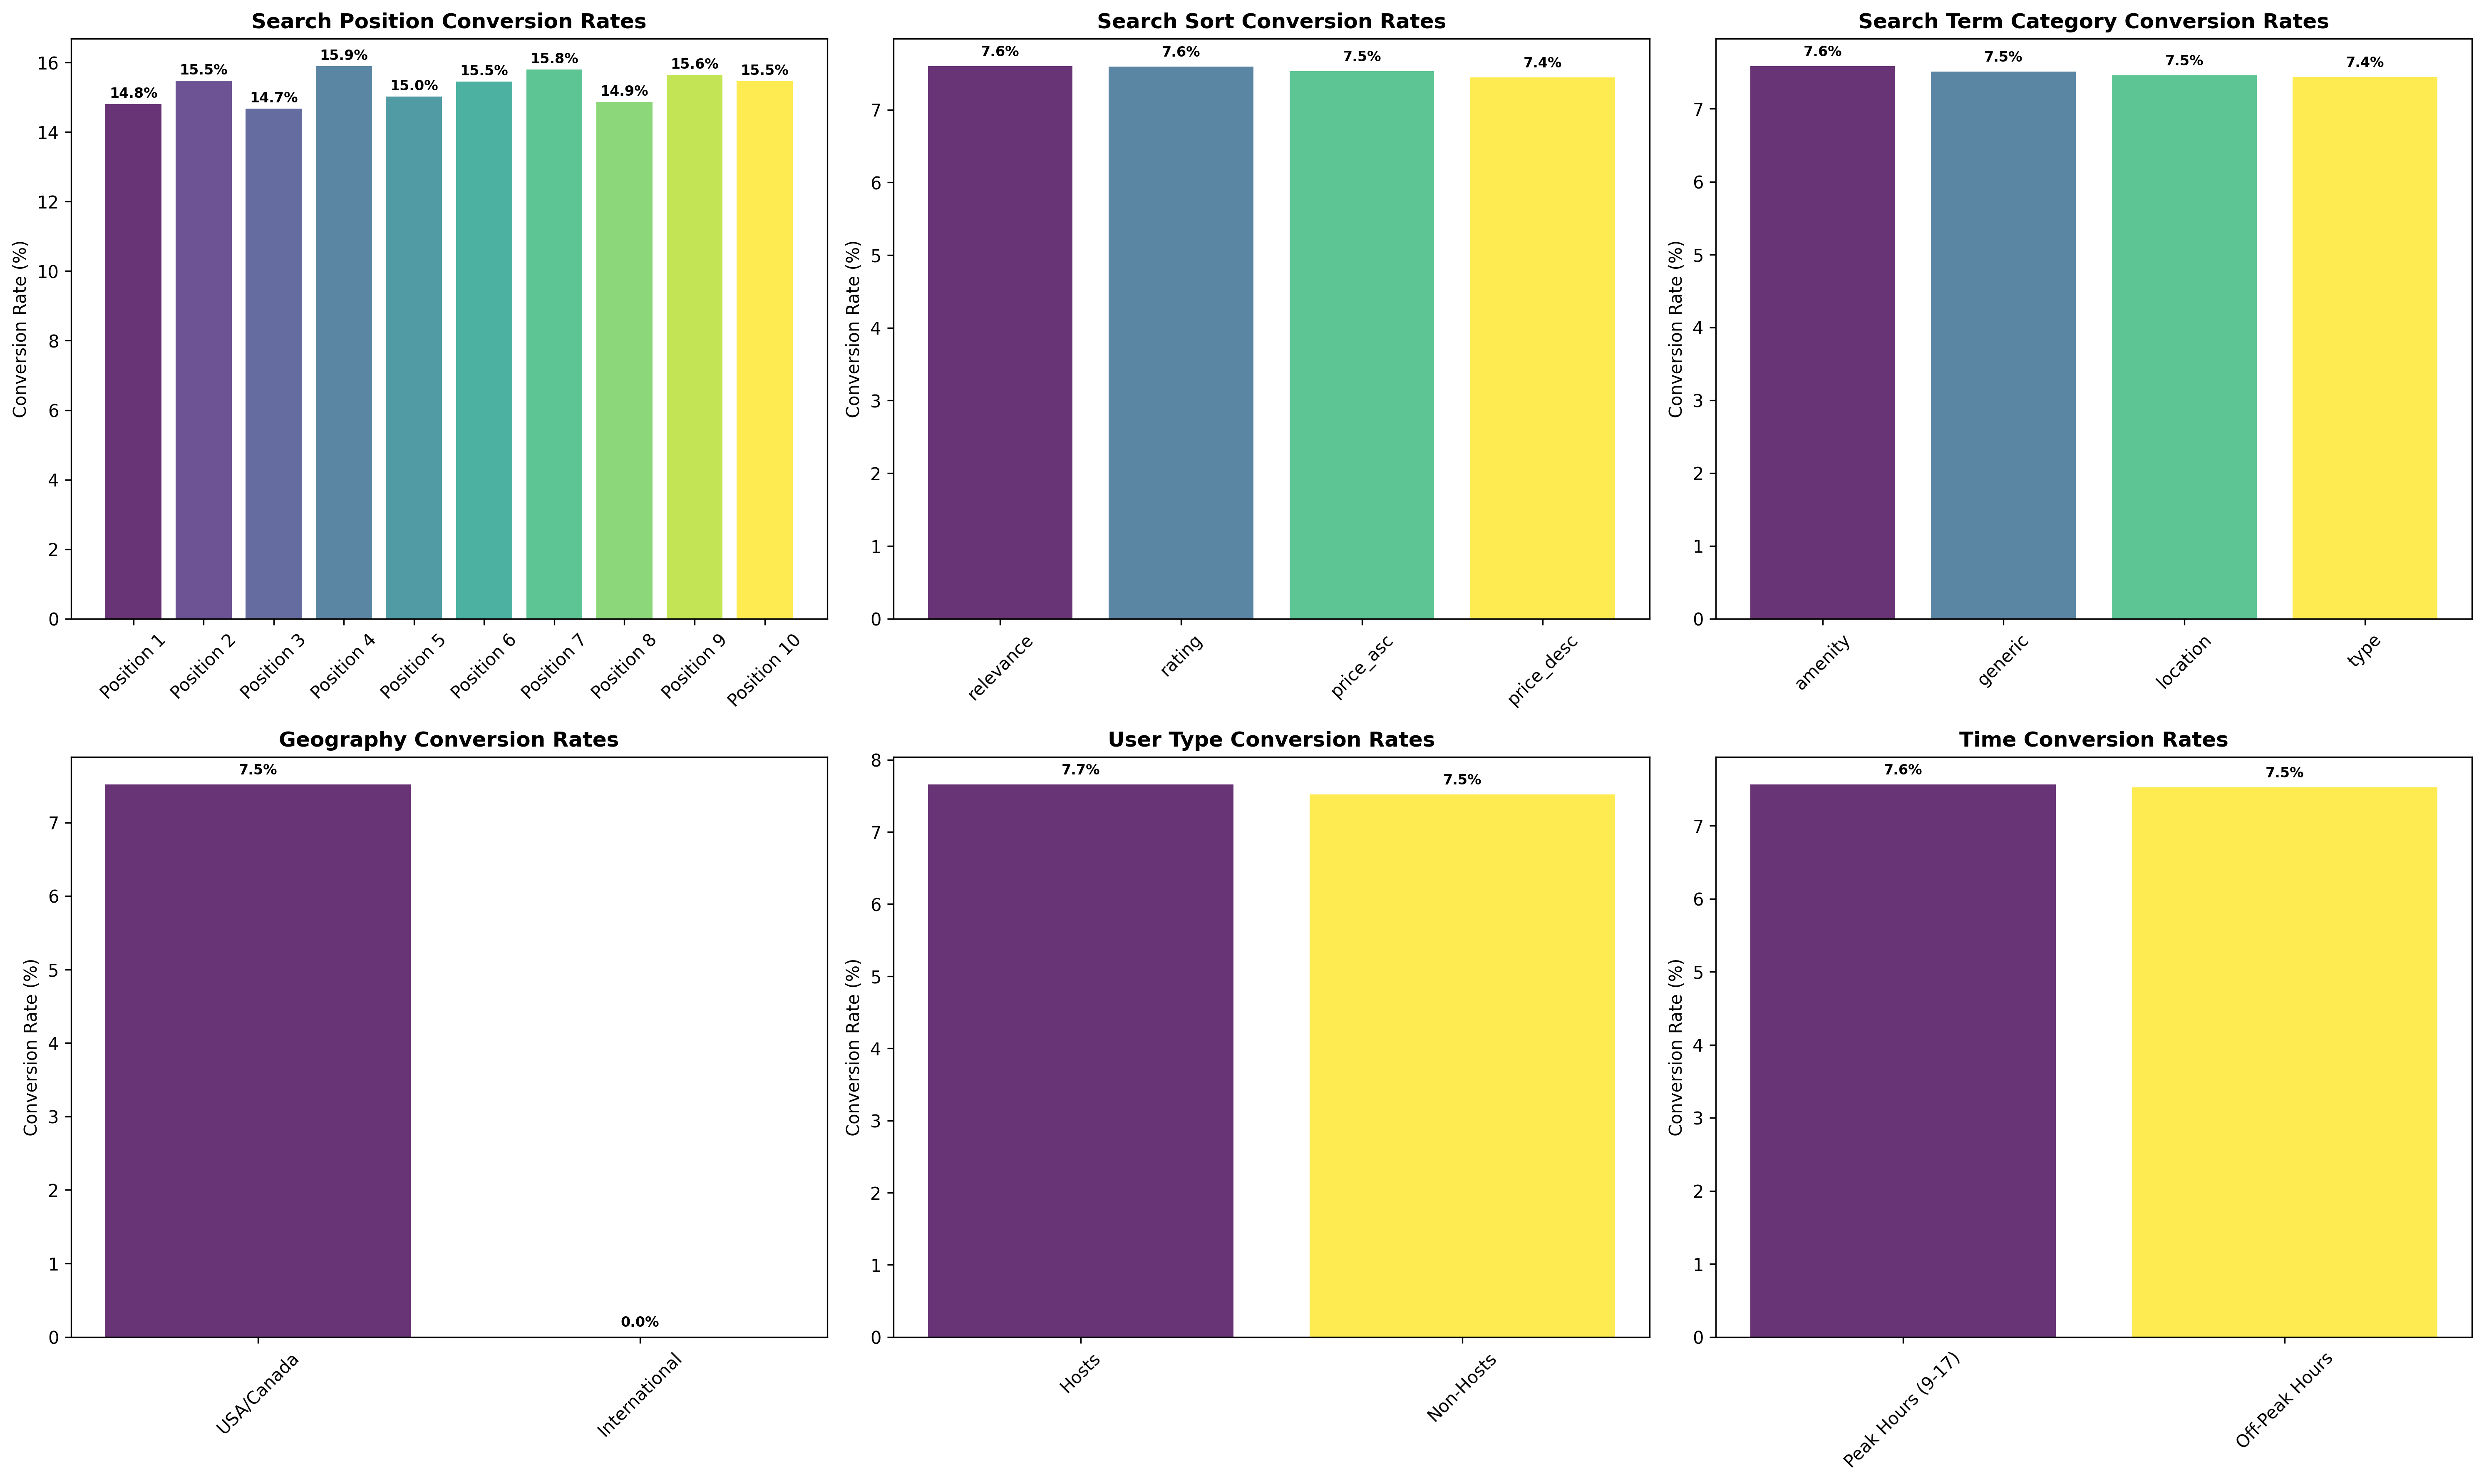 Search Position Conversion Rates
Conversion Rate (%)
16
14
12
10
8
6
4
2
0
14.8%
15.5%
14.7%
15.9%
15.0%
15.5%
15.8%
14.9%
15.6%
15.5%
Position 1
Position 2
Position 3
Position 4
Position 5
Position 6
Position 7
Position 8
Position 9
Position 10
Search Sort Conversion Rates
Conversion Rate (%)
7
6
5
4
3
2
1
0
7.6%
7.6%
7.5%
7.4%
relevance
rating
price_asc
price_desc
Search Term Category Conversion Rates
Conversion Rate (%)
7
6
5
4
3
2
1
0
7.6%
7.5%
7.5%
7.4%
amenity
generic
location
type
Geography Conversion Rates
Conversion Rate (%)
7
6
5
4
3
2
1
0
7.5%
0.0%
USA/Canada
International
User Type Conversion Rates
Conversion Rate (%)
8
7
6
5
4
3
2
1
0
7.7%
7.5%
Hosts
Non-Hosts
Time Conversion Rates
Conversion Rate (%)
7
6
5
4
3
2
1
0
7.6%
7.5%
Peak Hours (9-17)
Off-Peak Hours